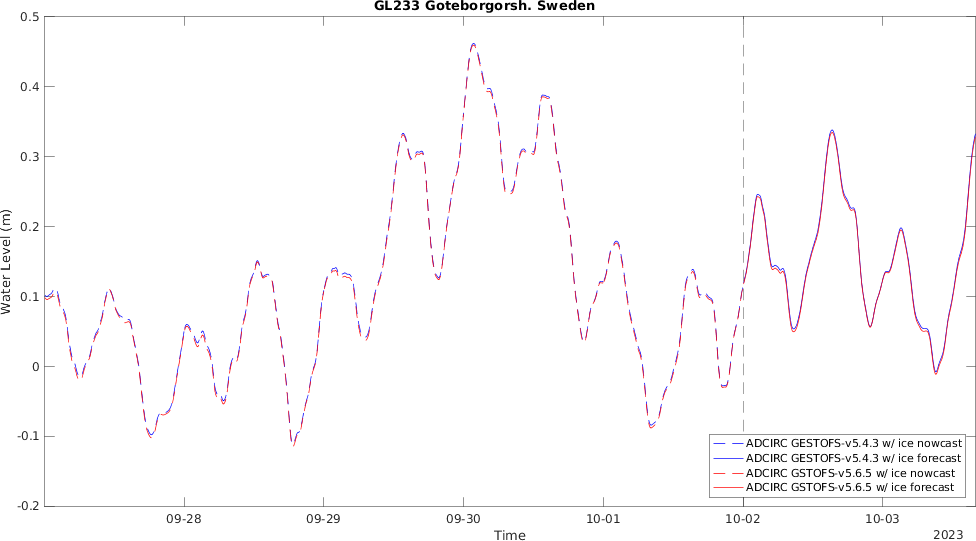 GL233 Goteborgorsh. Sweden
0.5
0.4
0.3
0.2
0.1
0
-0.1
-0.2
Water Level (m)
09-28 09-29 09-30 10-01 10-02 10-03
Time
2023
ADCIRC GESTOFS-v5.4.3 w/ ice nowcast
ADCIRC GESTOFS-v5.4.3 w/ ice forecast
ADCIRC GSTOFS-v5.6.5 w/ ice nowcast
ADCIRC GSTOFS-v5.6.5 w/ ice forecast